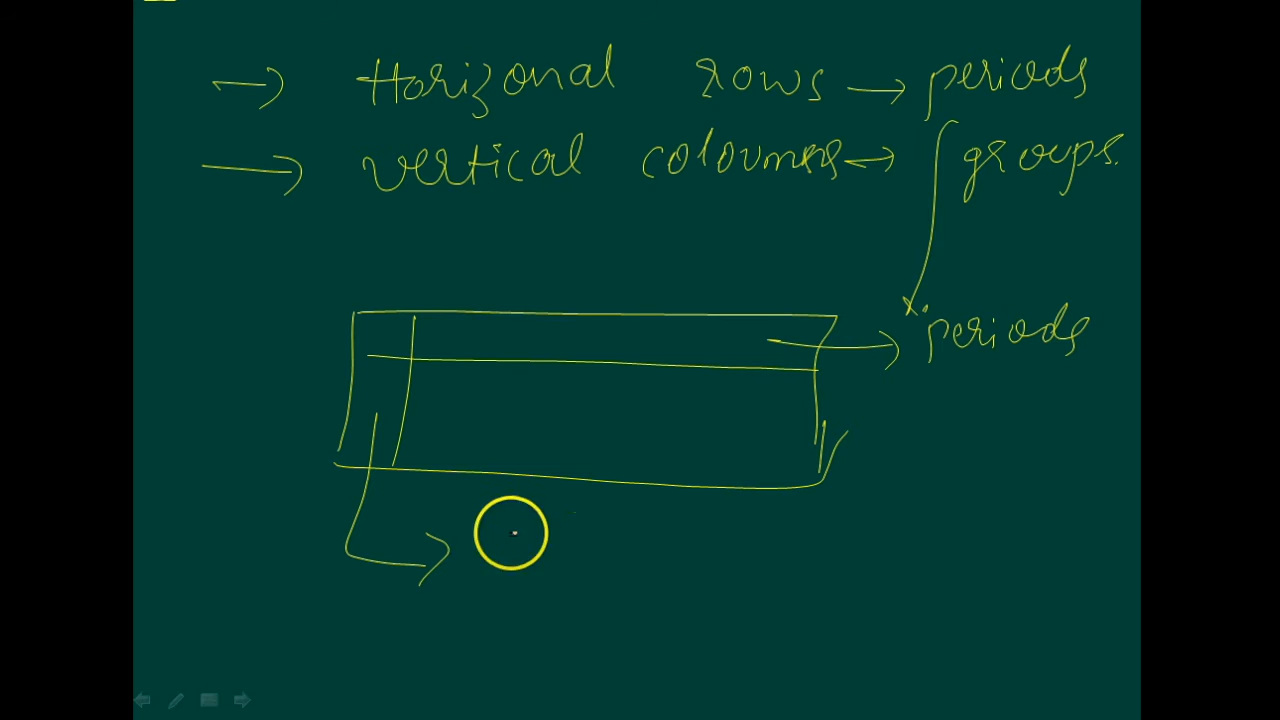 → Horizonal rows → periods
→ vertical coloumns → groups.
→ periods